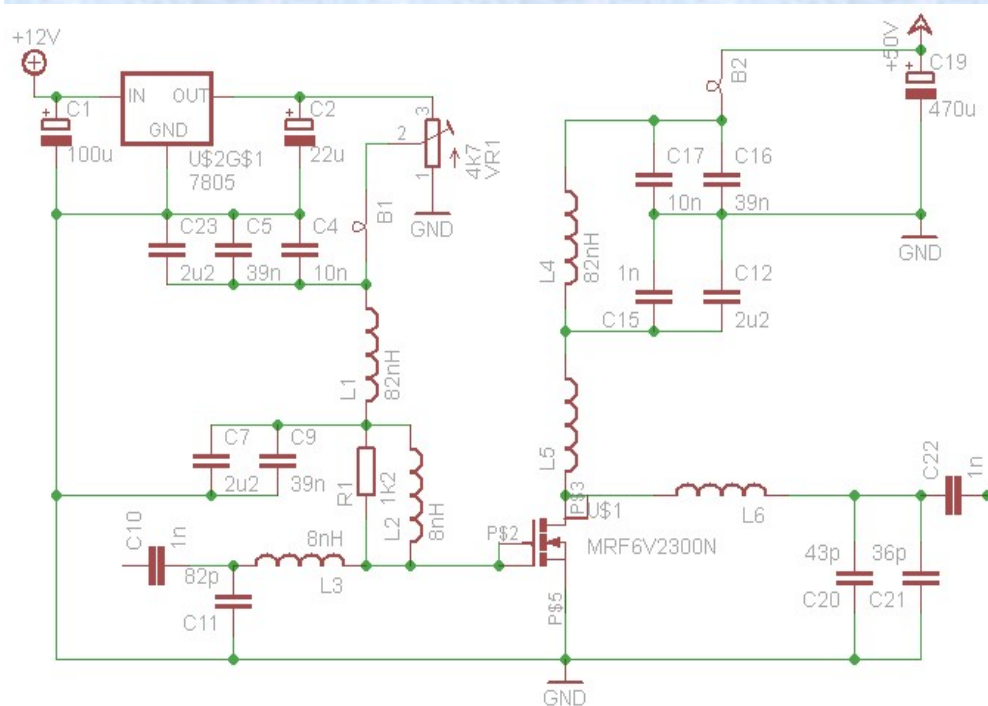 +12V
+50V
B2
C19
470u
IN OUT
GND
C1
100u
C2
22u
U$2G$1
7805
3
2
1
4k7
VR1
GND
B1
C17
10n
C16
39n
GND
C23
2u2
C5
39n
C4
10n
L4
82nH
1n
C15
C12
2u2
L1
82nH
C7
2u2
C9
39n
R1
1k2
L2
8nH
L5
P$3
U$1
P$2
MRF6V2300N
P$5
L6
C22
1n
C10
1n
8nH
L3
82p
C11
43p
C20
36p
C21
GND